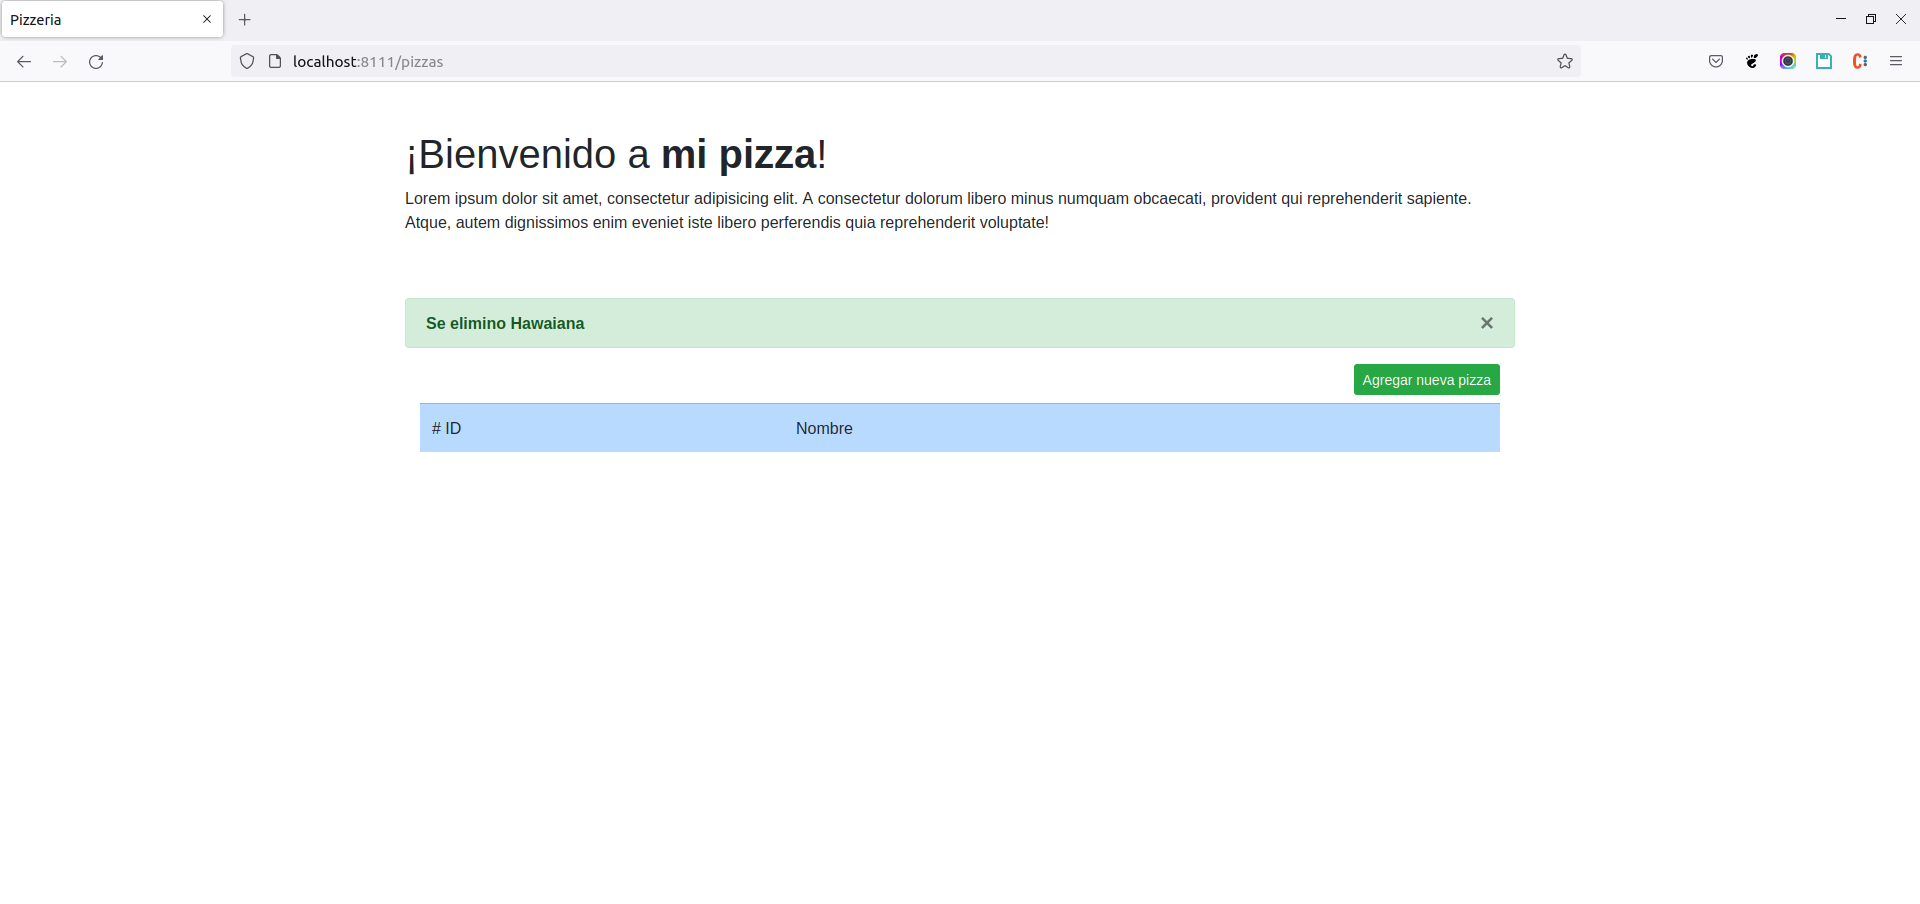 Pizzeria
localhost:8111/pizzas
¡Bienvenido a mi pizza!
Lorem ipsum dolor sit amet, consectetur adipisicing elit. A consectetur dolorum libero minus numquam obcaecati, provident qui reprehenderit sapiente.
Atque, autem dignissimos enim eveniet iste libero perferendis quia reprehenderit voluptate!
Se elimino Hawaiana
Agregar nueva pizza
# ID Nombre